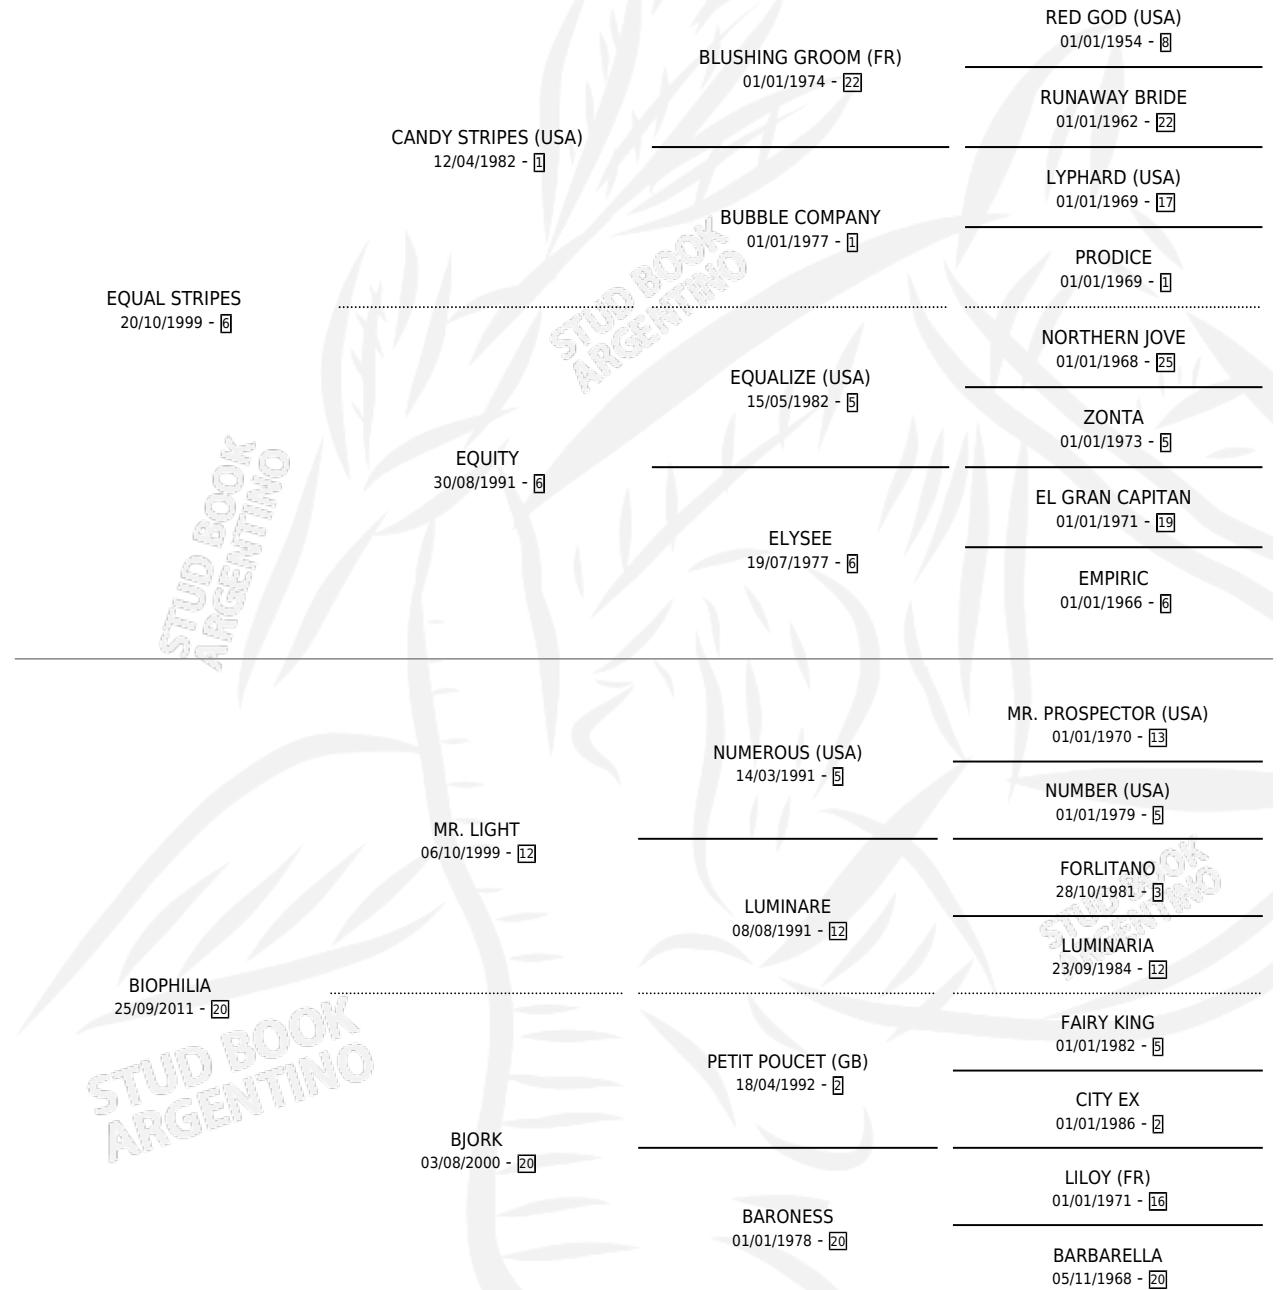 RED GOD (USA)
01/01/1954 - 8
BLUSHING GROOM (FR)
01/01/1974 - 22
RUNAWAY BRIDE
01/01/1962 - 22
CANDY STRIPES (USA)
12/04/1982 - 1
LYPHARD (USA)
01/01/1969 - 17
BUBBLE COMPANY
01/01/1977 - 1
PRODICE
01/01/1969 - 1
EQUAL STRIPES
20/10/1999 - 6
STUD BOOK
ARGENTINO
NORTHERN JOVE
01/01/1968 - 25
EQUALIZE (USA)
15/05/1982 - 5
ZONTA
01/01/1973 - 5
EQUITY
30/08/1991 - 6
EL GRAN CAPITAN
01/01/1971 - 19
ELYSEE
19/07/1977 - 6
EMPIRIC
01/01/1966 - 6
STUD BOOK
ARGENTINO
MR. PROSPECTOR (USA)
01/01/1970 - 13
NUMEROUS (USA)
14/03/1991 - 5
NUMBER (USA)
01/01/1979 - 5
MR. LIGHT
06/10/1999 - 12
FORLITANO
28/10/1981 - 3
LUMINARE
08/08/1991 - 12
STUD BOOK
ARGENTINO
LUMINARIA
23/09/1984 - 12
BIOPHILIA
25/09/2011 - 20
FAIRY KING
01/01/1982 - 5
PETIT POUCET (GB)
18/04/1992 - 2
CITY EX
01/01/1986 - 2
STUD BOOK
ARGENTINO
BJORK
03/08/2000 - 20
LILOY (FR)
01/01/1971 - 16
BARONESS
01/01/1978 - 20
BARBARELLA
05/11/1968 - 20